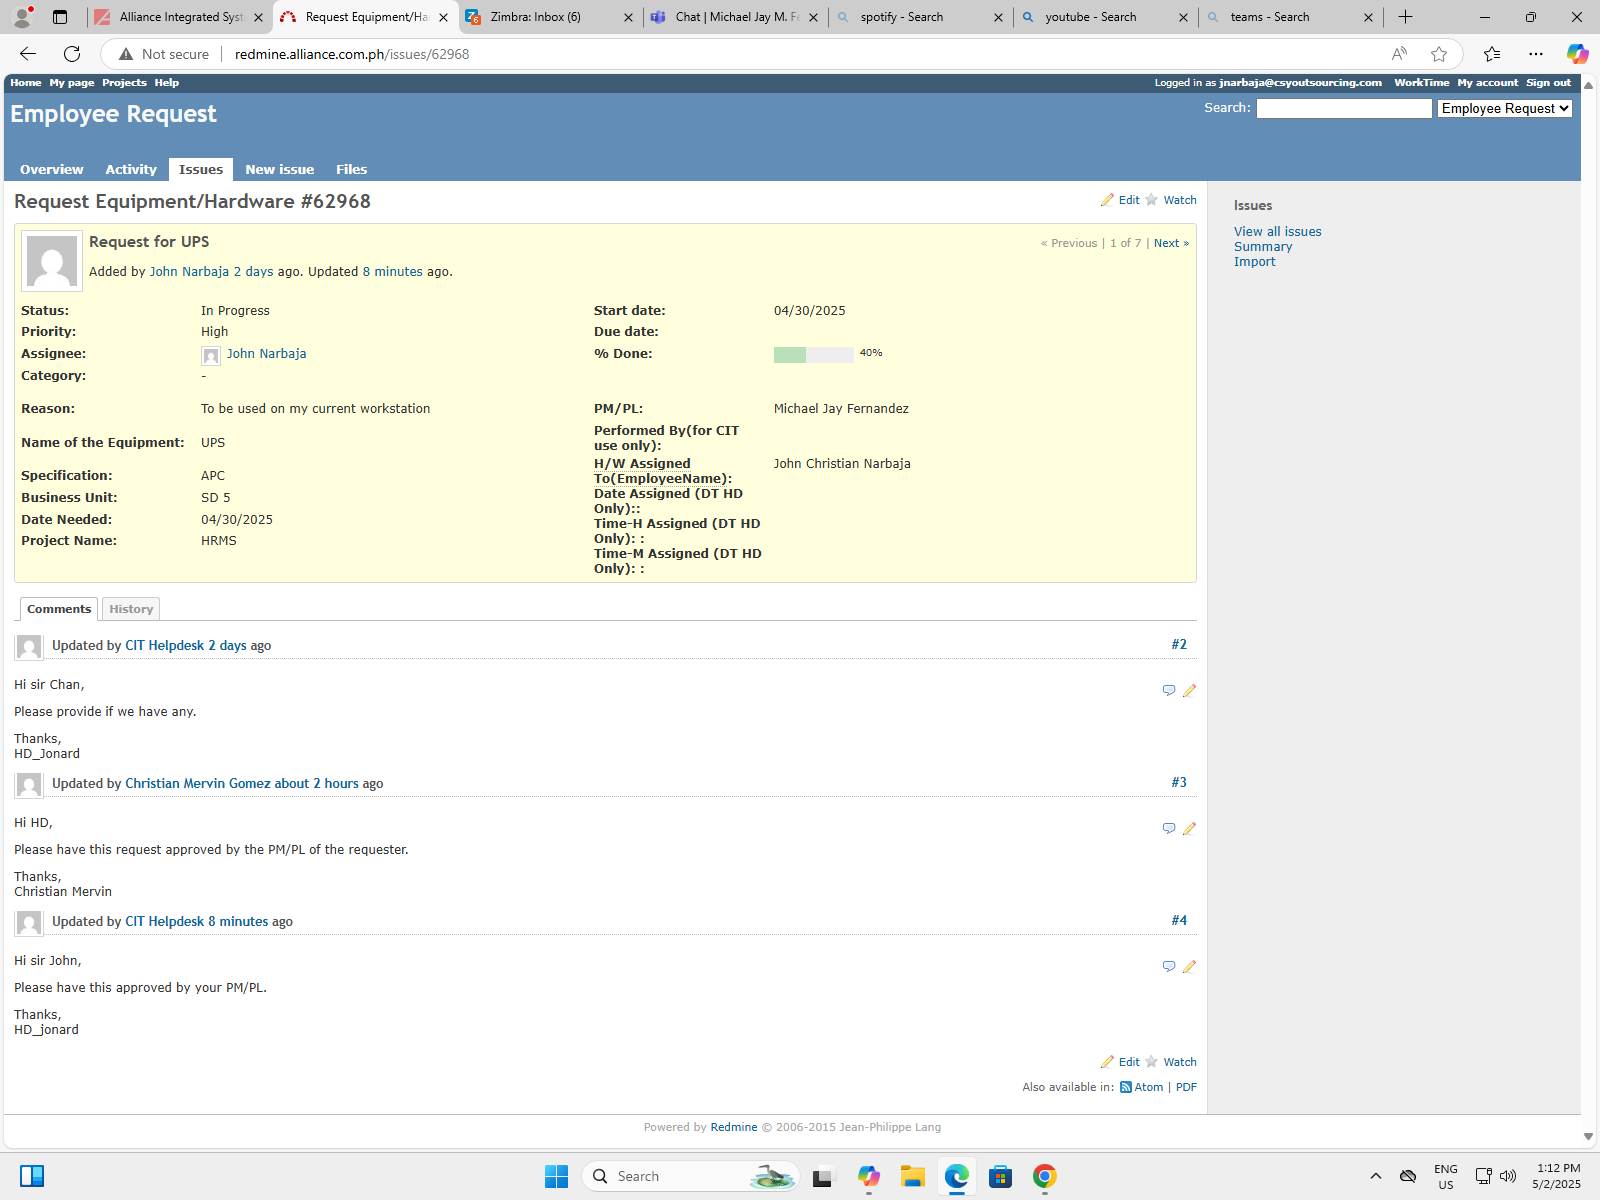 Alliance Integrated Syst
Request Equipment/Ha
Zimbra: Inbox (6)
Chat | Michael Jay M. Fe
spotify - Search
youtube - Search
teams - Search
Not secure
redmine.alliance.com.ph/issues/62968
Home My page Projects Help
Logged in as jnarbaja@csyoutsourcing.com WorkTime My account Sign out
Employee Request
Search:
Employee Request
Overview Activity Issues New issue Files
Request Equipment/Hardware #62968
Edit Watch
Issues
View all issues
Summary
Import
Request for UPS
« Previous | 1 of 7 | Next »
Added by John Narbaja 2 days ago. Updated 8 minutes ago.
Status: In Progress
Start date: 04/30/2025
Priority: High
Due date:
Assignee: John Narbaja
% Done: 40%
Category: -
Reason: To be used on my current workstation
PM/PL: Michael Jay Fernandez
Name of the Equipment: UPS
Performed By(for CIT
use only):
Specification: APC
H/W Assigned
To(EmployeeName):
John Christian Narbaja
Business Unit: SD 5
Date Assigned (DT HD
Only)::
Date Needed: 04/30/2025
Time-H Assigned (DT HD
Only): :
Project Name: HRMS
Time-M Assigned (DT HD
Only): :
Comments History
Updated by CIT Helpdesk 2 days ago
#2
Hi sir Chan,
Please provide if we have any.
Thanks,
HD_Jonard
Updated by Christian Mervin Gomez about 2 hours ago
#3
Hi HD,
Please have this request approved by the PM/PL of the requester.
Thanks,
Christian Mervin
Updated by CIT Helpdesk 8 minutes ago
#4
Hi sir John,
Please have this approved by your PM/PL.
Thanks,
HD_jonard
Edit Watch
Also available in: Atom | PDF
Powered by Redmine © 2006-2015 Jean-Philippe Lang
Search
ENG
US
1:12 PM
5/2/2025